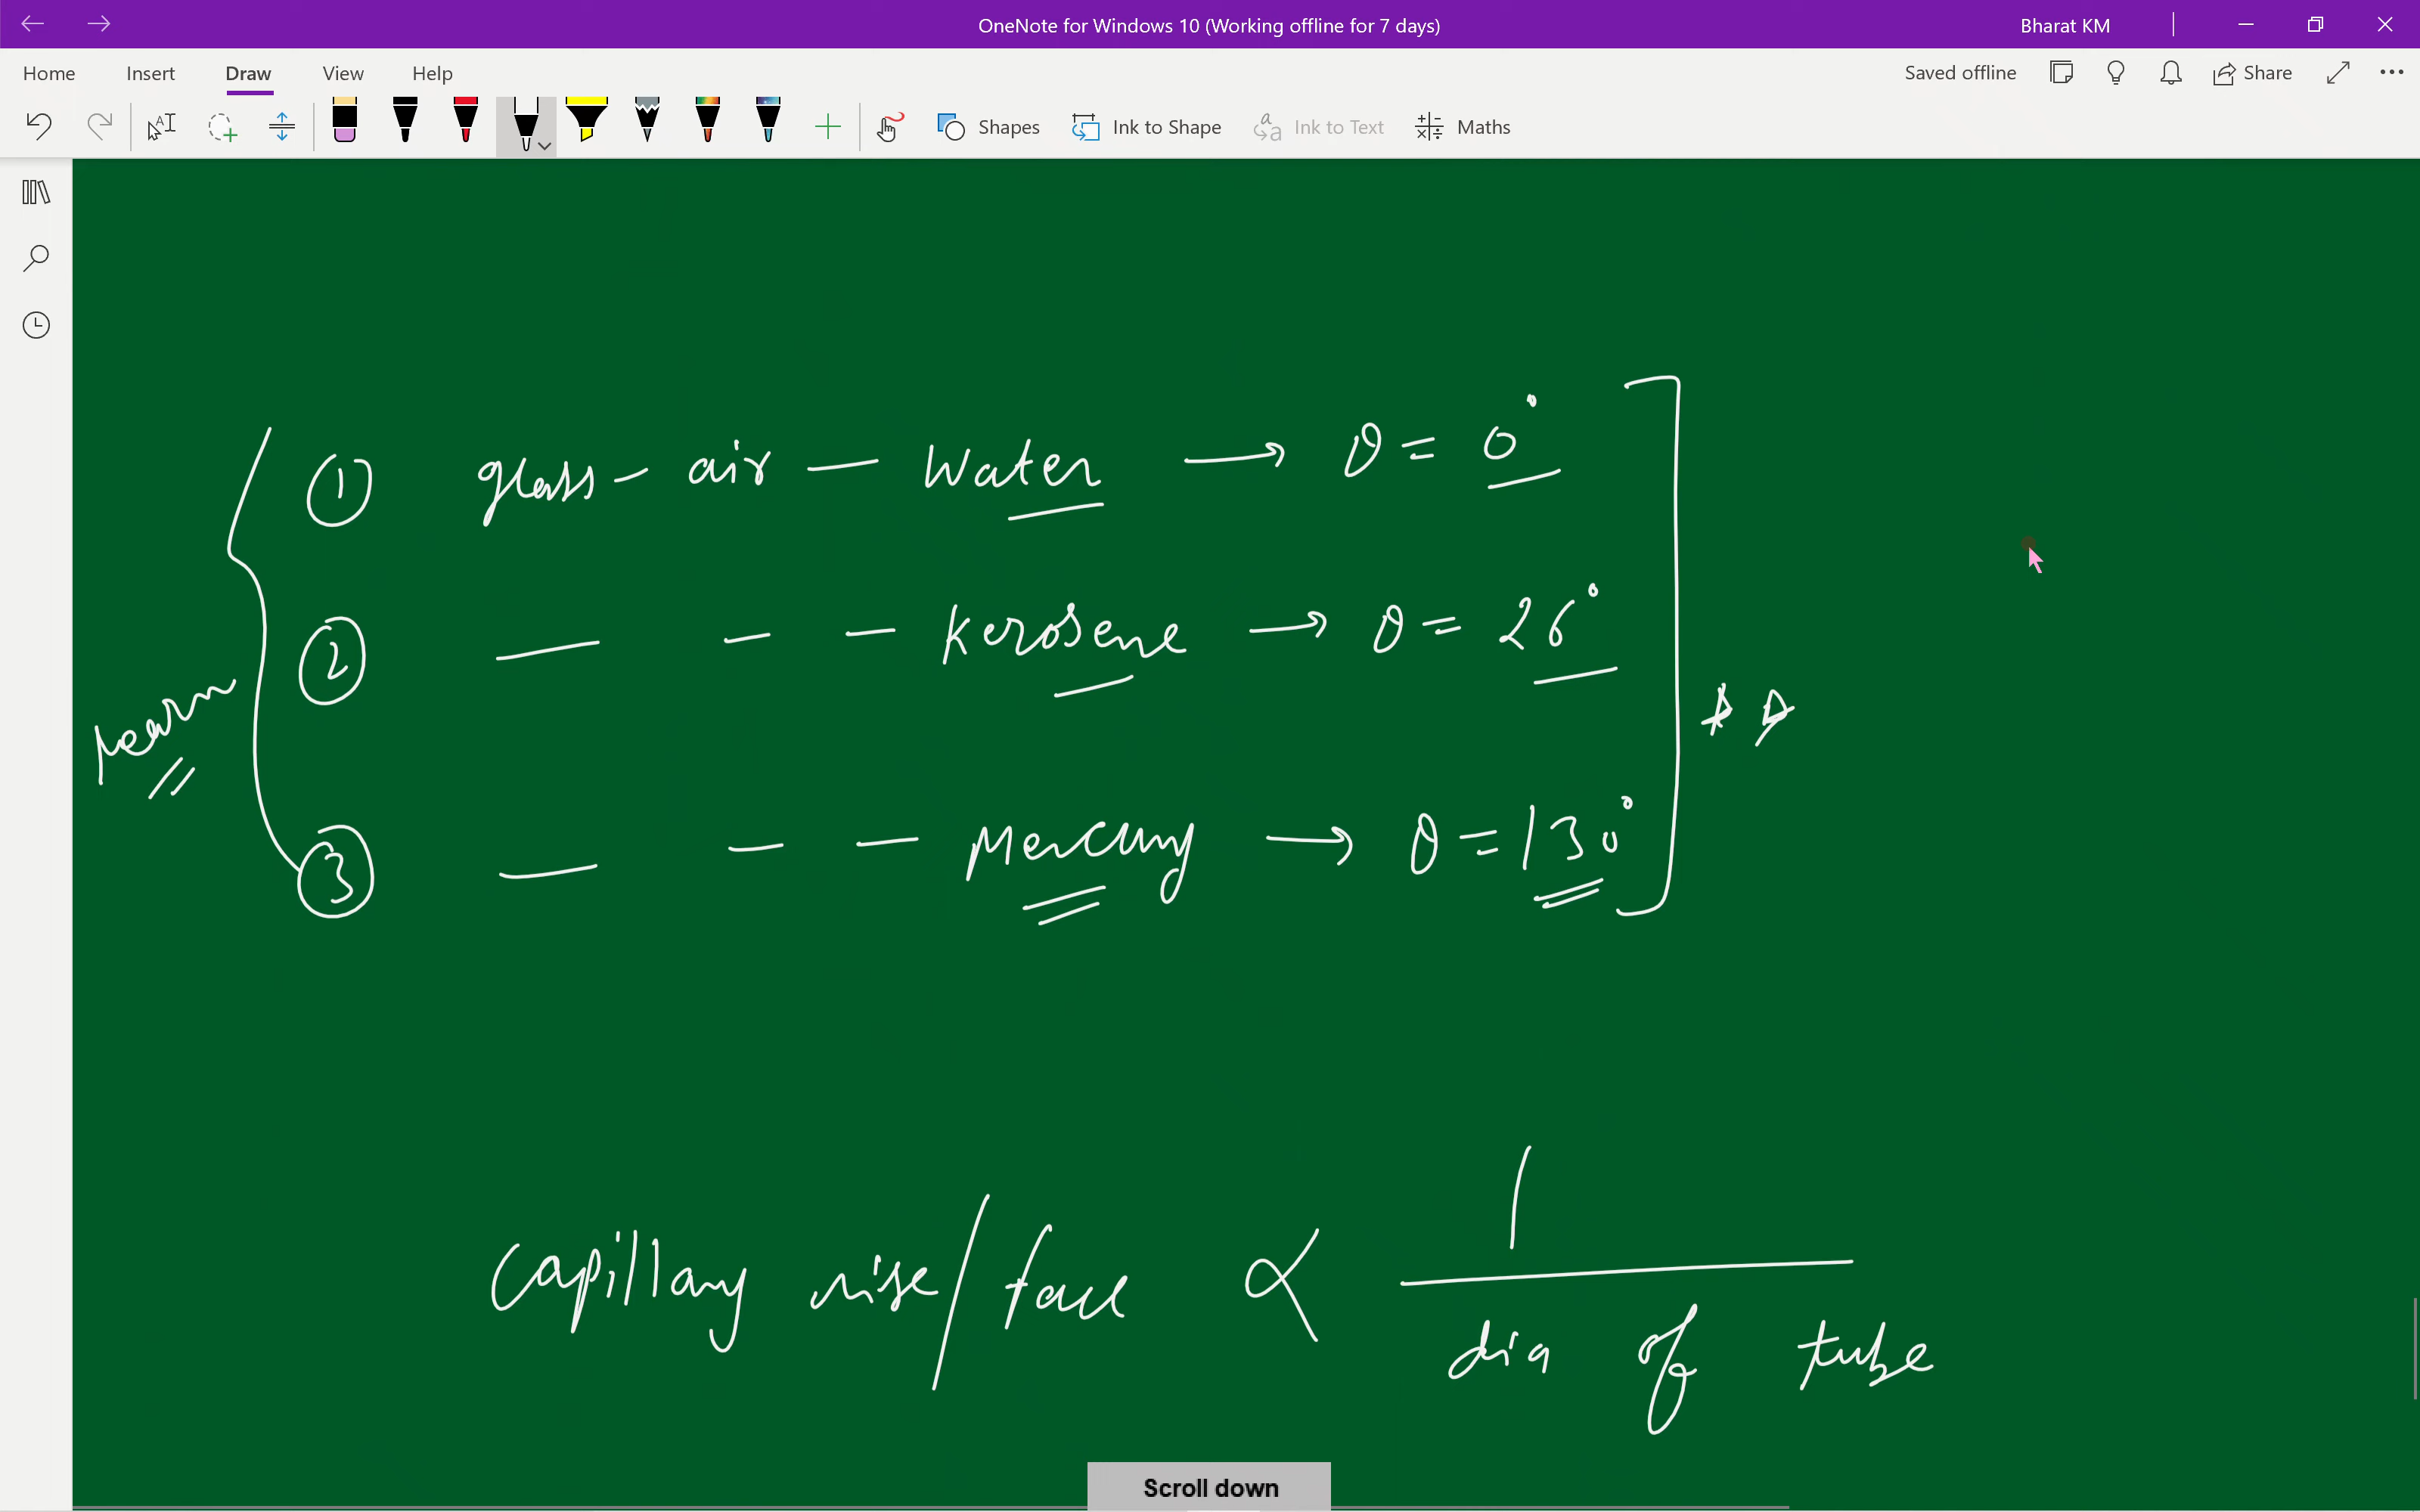 OneNote for Windows 10 (Working offline for 7 days)
Bharat KM
Home Insert Draw View Help
Saved offline Share
Shapes Ink to Shape Ink to Text Maths
① glass - air - Water → θ = 0°
② — - - kerosene → θ = 26°
learn
③ — - - Mercury → θ = 130°
Capillary rise/fall ∝ 1
dia of tube
Scroll down